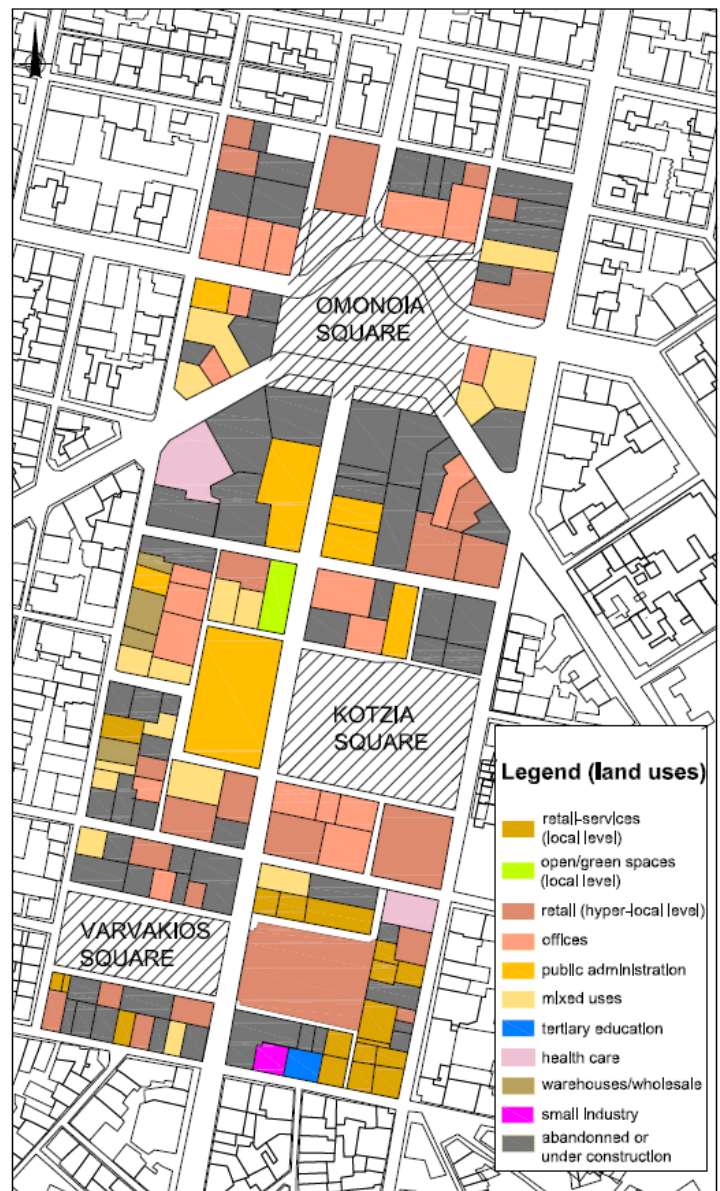 OMONOIA
SQUARE
KOTZIA
SQUARE
VARVAKIOS
SQUARE
Legend (land uses)
retail-services
(local level)
open/green spaces
(local level)
retail (hyper-local level)
offices
public administration
mixed uses
tertiary education
health care
warehouses/wholesale
small industry
abandonned or
under construction